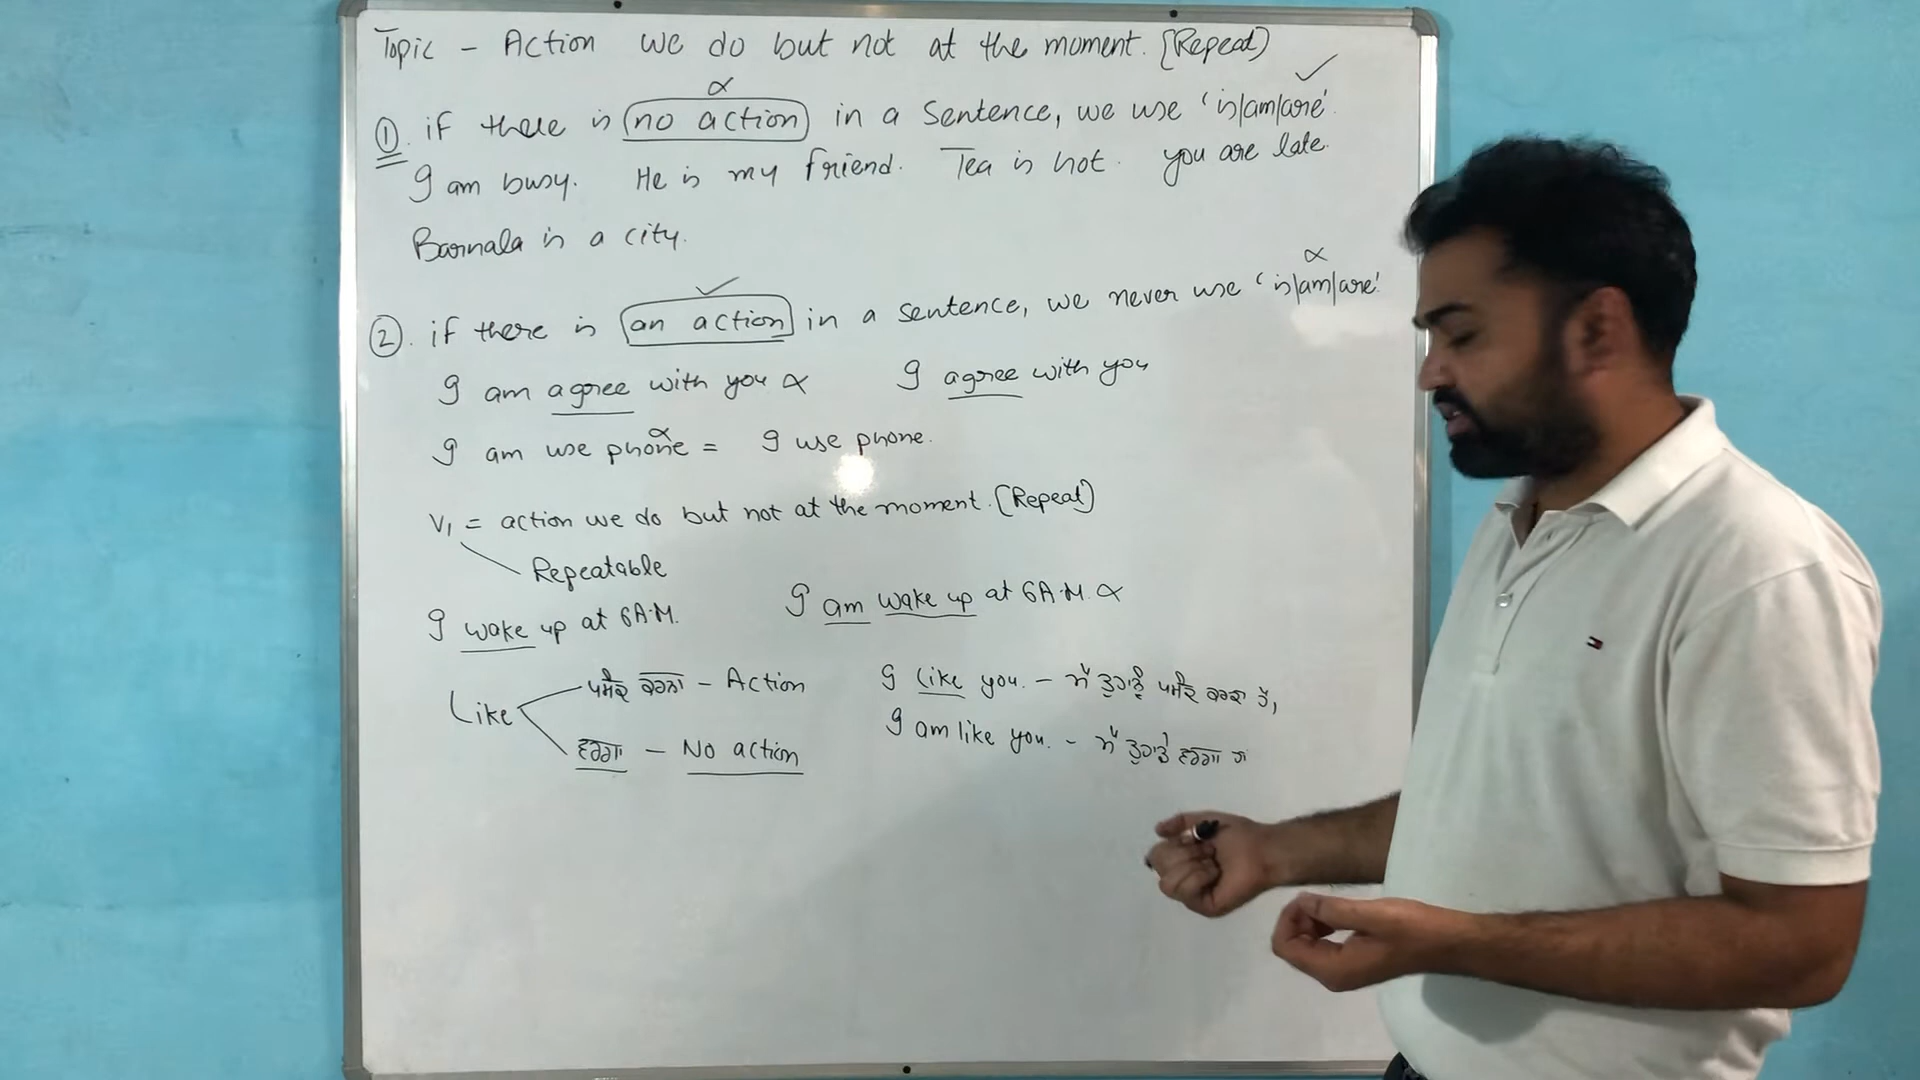 Topic - Action we do but not at the moment. (Repeat)
① if there is no action in a sentence, we use 'is/am/are'.
I am busy. He is my friend. Tea is hot. you are late.
Barnala is a city.
② if there is an action in a sentence, we never use 'is/am/are'
I am agree with you × I agree with you
I am use phone × = I use phone.
V1 = action we do but not at the moment. (Repeat)
Repeatable
I wake up at 6A.M. I am wake up at 6A.M. ×
Like ਪਸੰਦ ਕਰਨਾ - Action I like you. - ਮੈਂ ਤੁਹਾਨੂੰ ਪਸੰਦ ਕਰਦਾ ਹਾਂ,
ਵਰਗਾ - No action I am like you. - ਮੈਂ ਤੁਹਾਡੇ ਵਰਗਾ ਹਾਂ